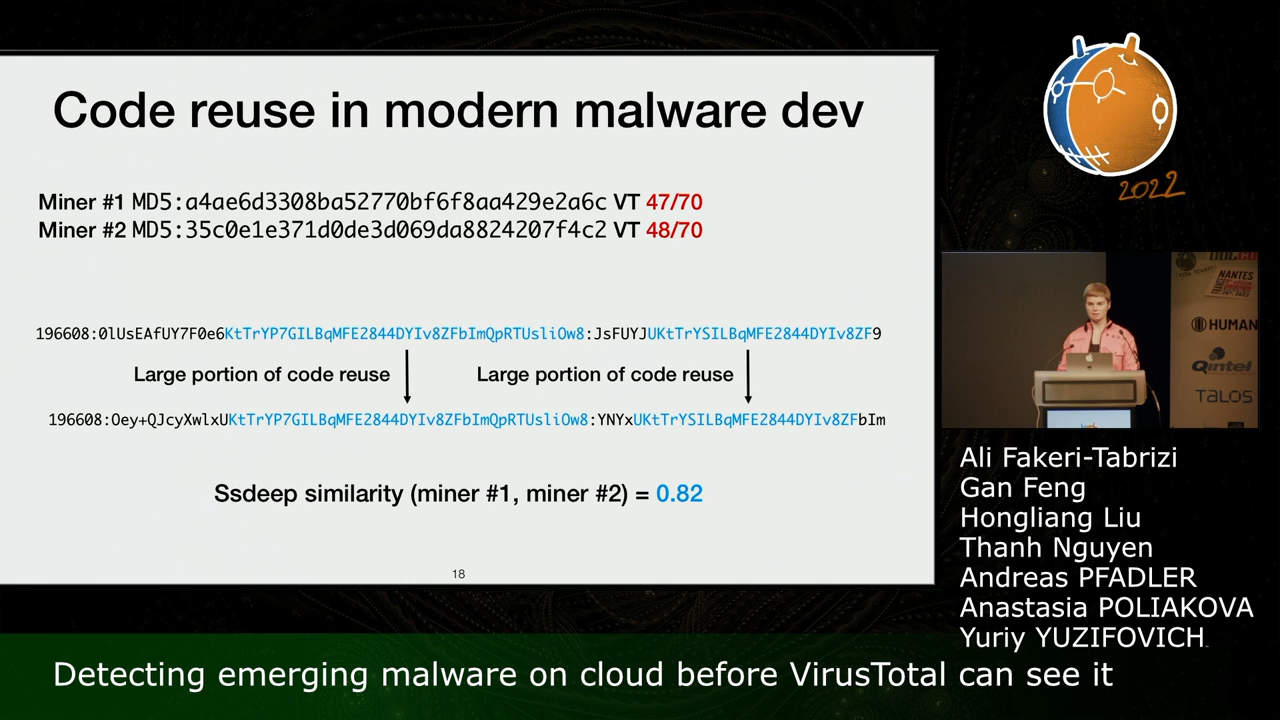 Code reuse in modern malware dev
Miner #1 MD5:a4ae6d3308ba52770bf6f8aa429e2a6c VT 47/70
Miner #2 MD5:35c0e1e371d0de3d069da8824207f4c2 VT 48/70
196608:0lUsEAfUY7F0e6KtTrYP7GILBqMFE2844DYIv8ZFbImQpRTUsliOw8:JsFUYJUKtTrYSILBqMFE2844DYIv8ZF9
Large portion of code reuse
Large portion of code reuse
196608:Oey+QJcyXWlxUKtTrYP7GILBqMFE2844DYIv8ZFbImQpRTUsliOw8:YNYxUKtTrYSILBqMFE2844DYIv8ZFbIm
Ssdeep similarity (miner #1, miner #2) = 0.82
18
2022
NANTES
HUMAN
Qintel
TALOS
Ali Fakeri-Tabrizi
Gan Feng
Hongliang Liu
Thanh Nguyen
Andreas PFADLER
Anastasia POLIAKOVA
Yuriy YUZIFOVICH
Detecting emerging malware on cloud before VirusTotal can see it